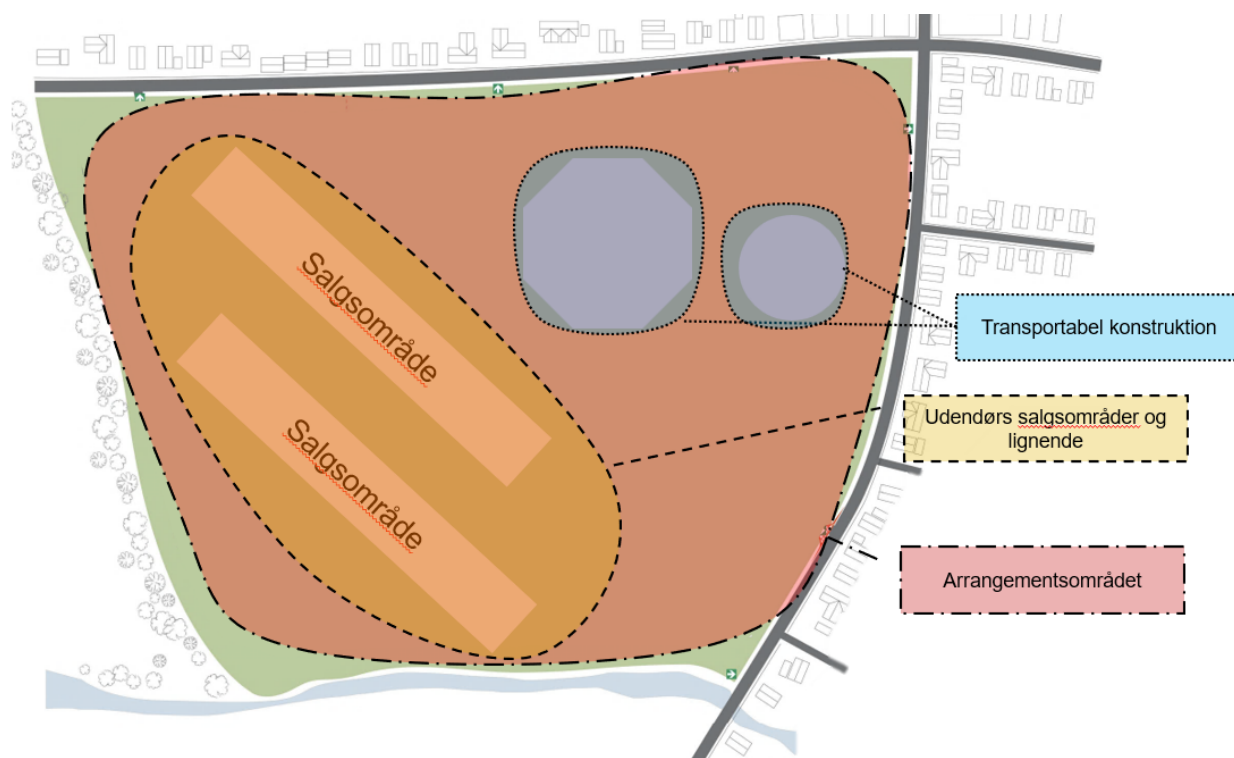 Salgsområde
Salgsområde
Transportabel konstruktion
Udendørs salgsområder og
lignende
Arrangementsområdet